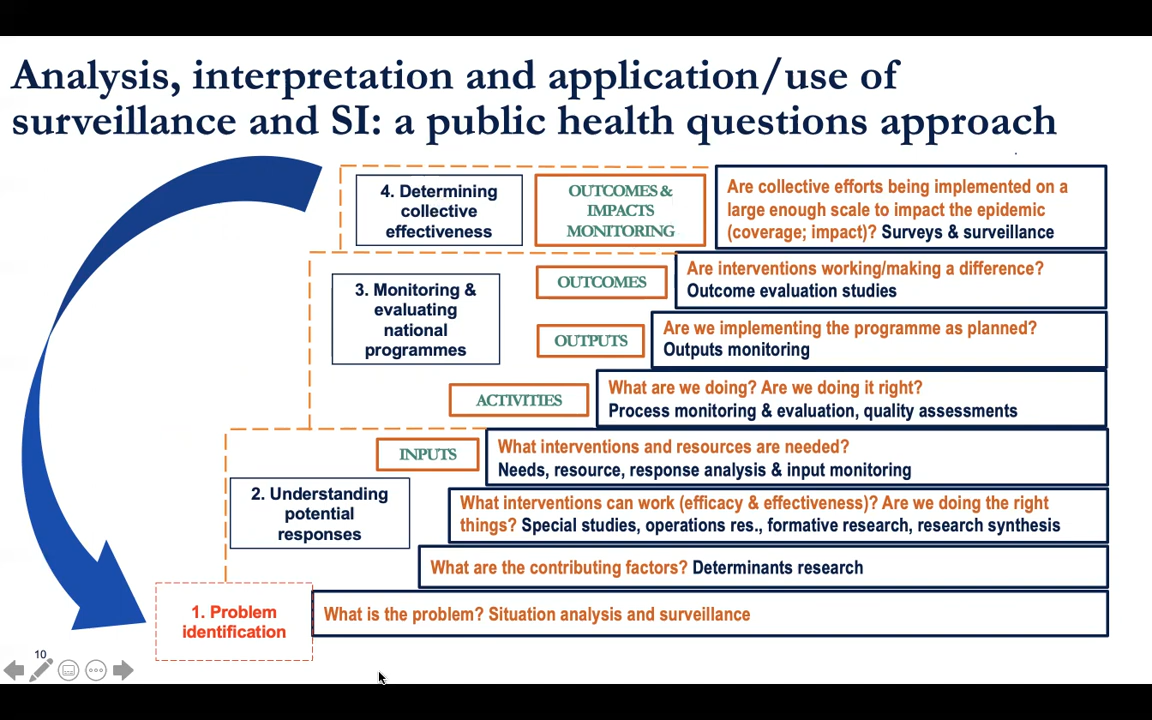 Analysis, interpretation and application/use of
surveillance and SI: a public health questions approach
4. Determining
collective
effectiveness
OUTCOMES &
IMPACTS
MONITORING
Are collective efforts being implemented on a
large enough scale to impact the epidemic
(coverage; impact)? Surveys & surveillance
3. Monitoring &
evaluating
national
programmes
OUTCOMES
Are interventions working/making a difference?
Outcome evaluation studies
OUTPUTS
Are we implementing the programme as planned?
Outputs monitoring
ACTIVITIES
What are we doing? Are we doing it right?
Process monitoring & evaluation, quality assessments
INPUTS
What interventions and resources are needed?
Needs, resource, response analysis & input monitoring
2. Understanding
potential
responses
What interventions can work (efficacy & effectiveness)? Are we doing the right
things? Special studies, operations res., formative research, research synthesis
What are the contributing factors? Determinants research
1. Problem
identification
What is the problem? Situation analysis and surveillance
10